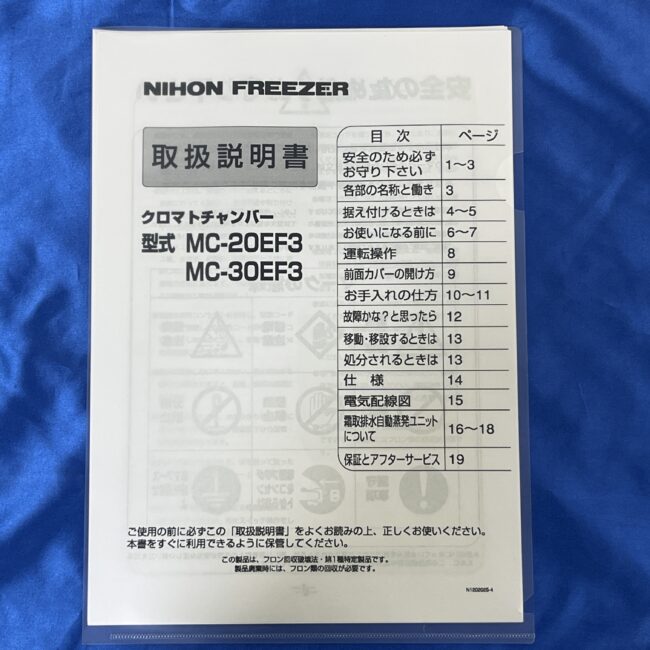 NIHON FREEZER
取扱説明書
クロマトチャンバー
型式 MC-20EF3
MC-30EF3
目次 ページ
安全のため必ず
お守り下さい 1〜3
各部の名称と働き 3
据え付けるときは 4〜5
お使いになる前に 6〜7
運転操作 8
前面カバーの開け方 9
お手入れの仕方 10〜11
故障かな?と思ったら 12
移動・移設するときは 13
処分されるときは 13
仕様 14
電気配線図 15
霜取排水自動蒸発ユニット
について 16〜18
保証とアフターサービス 19
ご使用の前に必ずこの「取扱説明書」をよくお読みの上、正しくお使いください。
本書をすぐに利用できるように保管してください。
この製品は、フロン回収破壊法・第1種特定製品です。
製品廃棄時には、フロン類の回収が必要です。